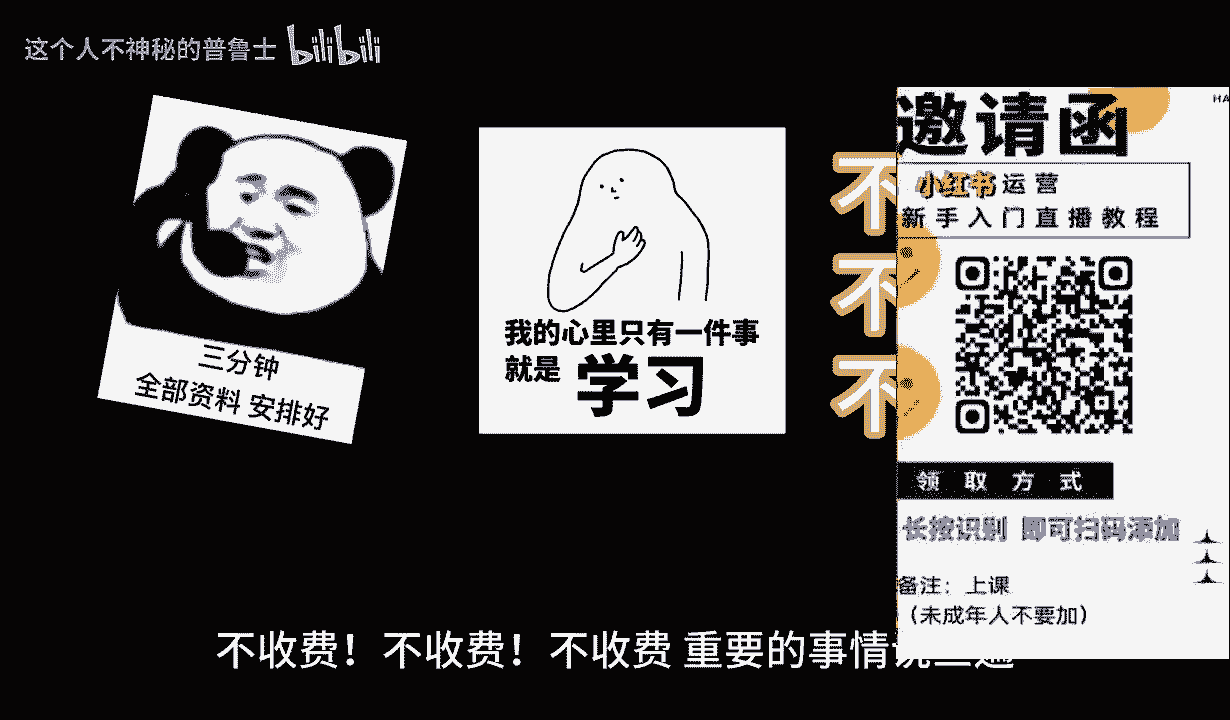 这个人不神秘的普鲁士 bilibili
三分钟
全部资料 安排好
我的心里只有一件事
就是 学习
不
不
不
邀请函
HA
小红书运营
新手入门直播教程
领取方式
长按识别 即可扫码添加
备注：上课
（未成年人不要加）
不收费！不收费！不收费 重要的事情